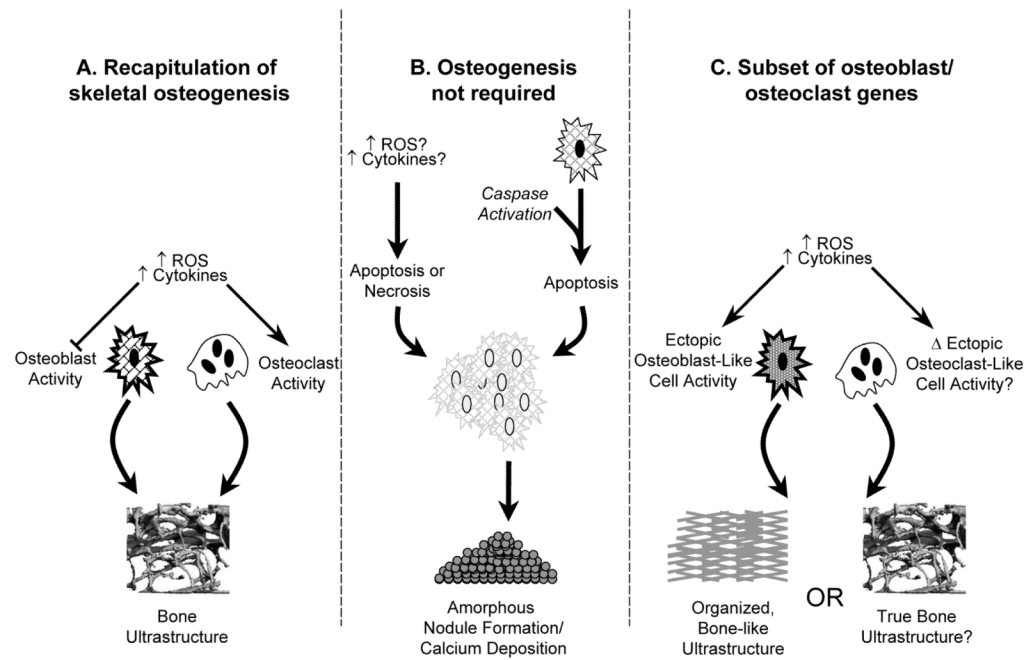 A. Recapitulation of
skeletal osteogenesis
↑ ROS
↑ Cytokines
Osteoblast
Activity
Osteoclast
Activity
Bone
Ultrastructure
B. Osteogenesis
not required
↑ ROS?
↑ Cytokines?
Caspase
Activation
Apoptosis or
Necrosis
Apoptosis
Amorphous
Nodule Formation/
Calcium Deposition
C. Subset of osteoblast/
osteoclast genes
↑ ROS
↑ Cytokines
Ectopic
Osteoblast-Like
Cell Activity
Δ Ectopic
Osteoclast-Like
Cell Activity?
Organized,
Bone-like
Ultrastructure
OR
True Bone
Ultrastructure?